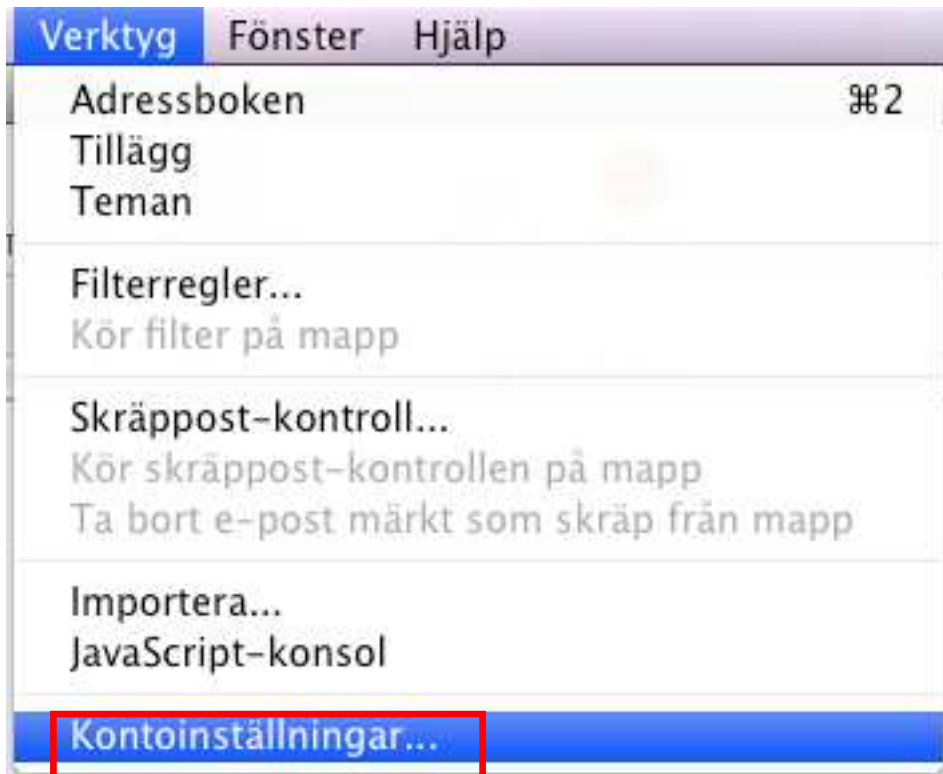 Verktyg Fönster Hjälp
Adressboken ⌘2
Tillägg
Teman
Filterregler...
Kör filter på mapp
Skräppost-kontroll...
Kör skräppost-kontrollen på mapp
Ta bort e-post märkt som skräp från mapp
Importera...
JavaScript-konsol
Kontoinställningar...